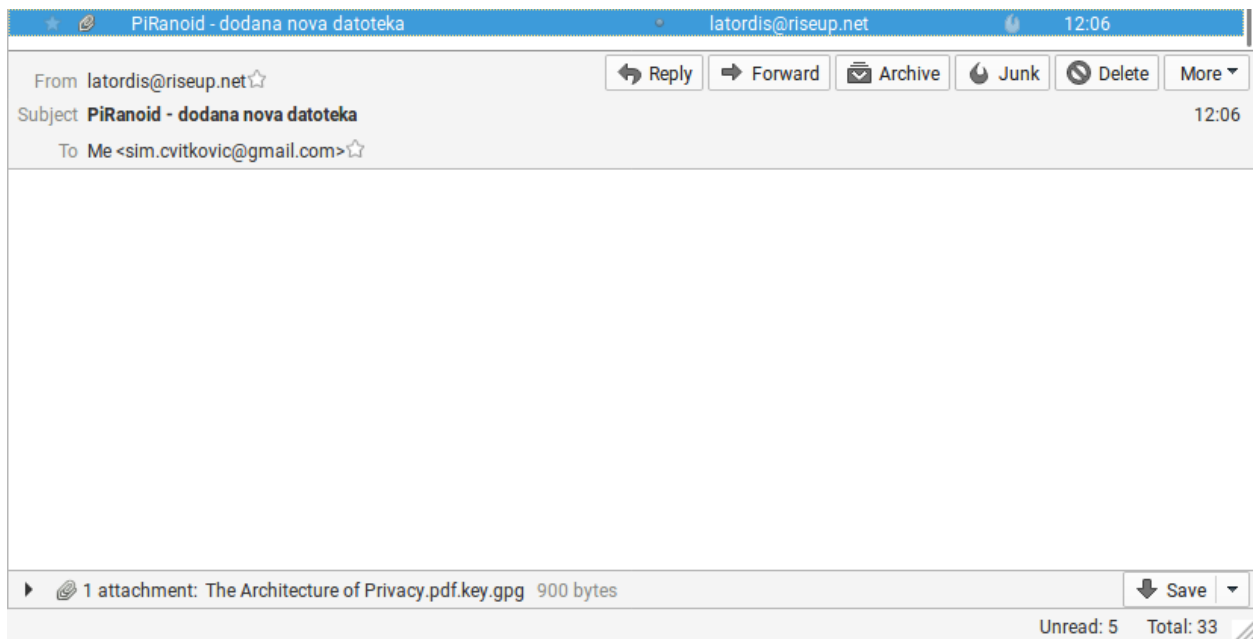 PiRanoid - dodana nova datoteka latordis@riseup.net 12:06
From latordis@riseup.net Reply Forward Archive Junk Delete More
Subject PiRanoid - dodana nova datoteka 12:06
To Me <sim.cvitkovic@gmail.com>
1 attachment: The Architecture of Privacy.pdf.key.gpg 900 bytes Save
Unread: 5 Total: 33